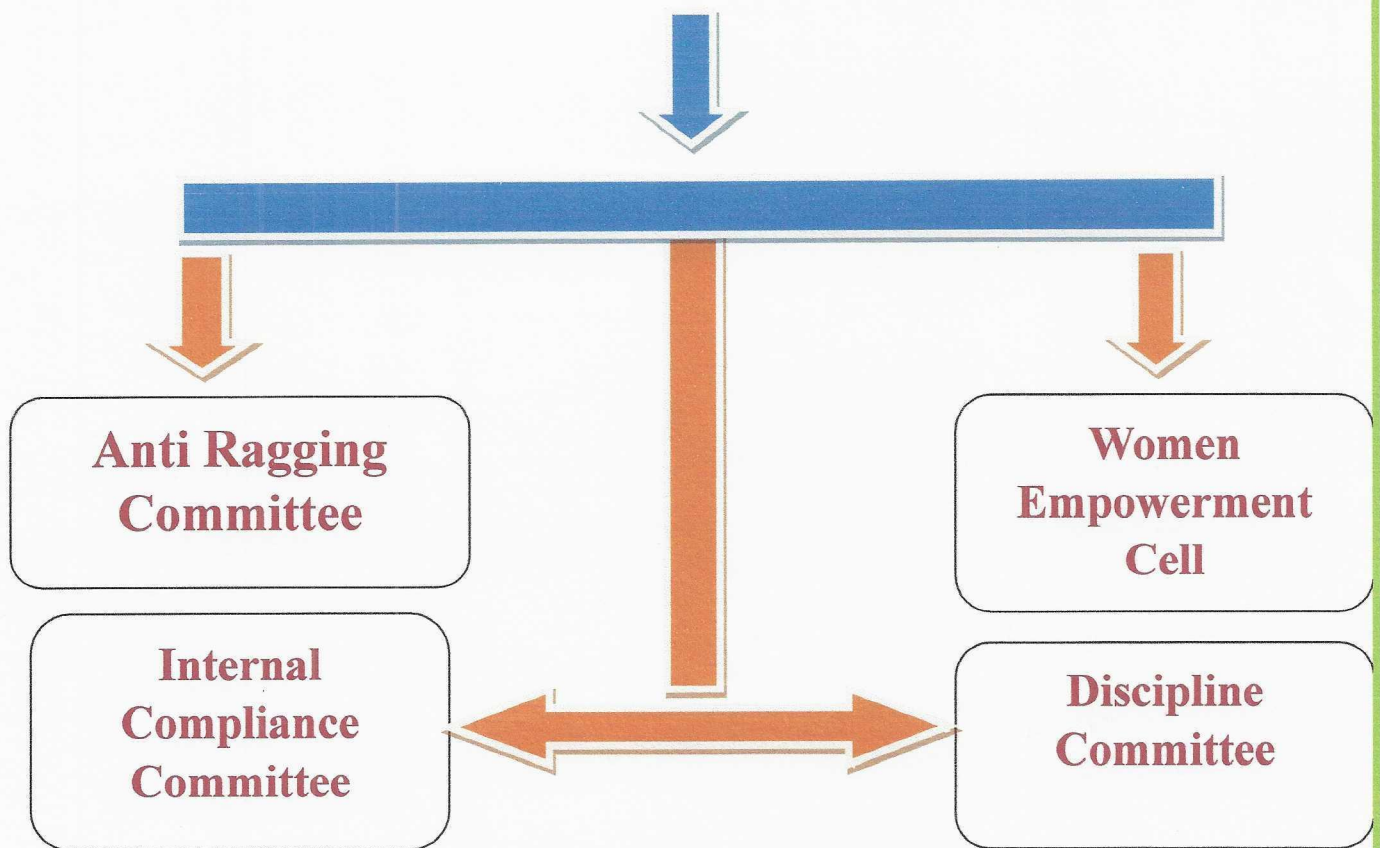 Anti Ragging
Committee
Women
Empowerment
Cell
Internal
Compliance
Committee
Discipline
Committee